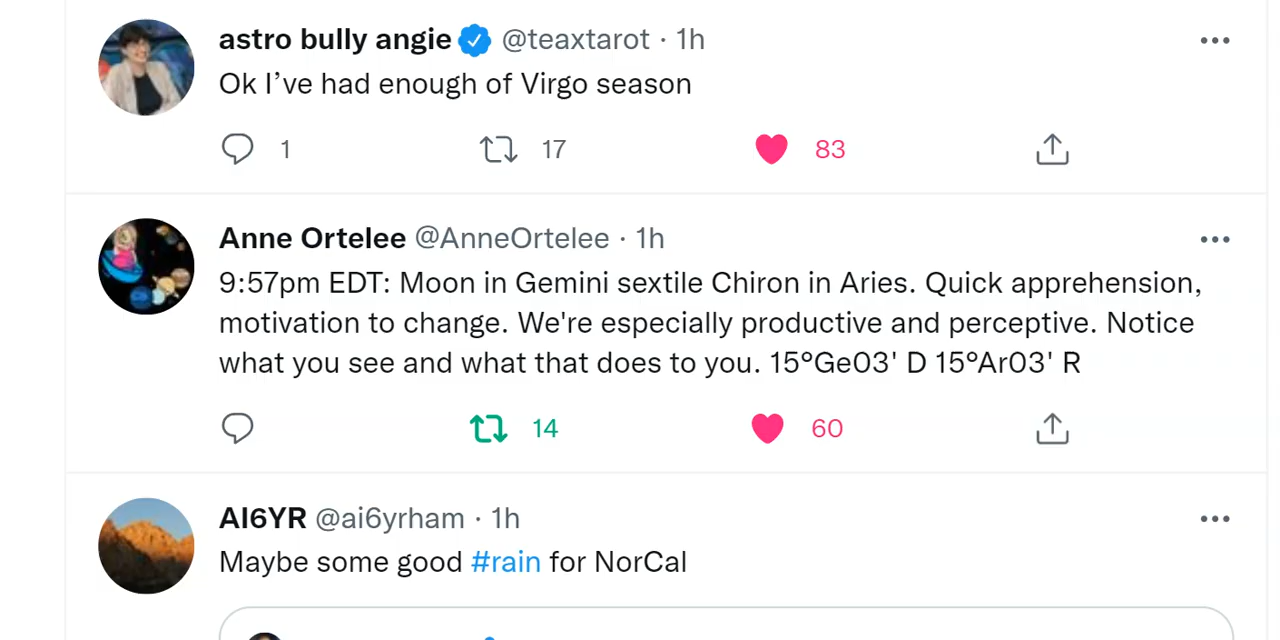 astro bully angie @teaxtarot · 1h
Ok I’ve had enough of Virgo season
1 17 83
Anne Ortelee @AnneOrtelee · 1h
9:57pm EDT: Moon in Gemini sextile Chiron in Aries. Quick apprehension,
motivation to change. We're especially productive and perceptive. Notice
what you see and what that does to you. 15°Ge03' D 15°Ar03' R
14 60
AI6YR @ai6yrham · 1h
Maybe some good #rain for NorCal